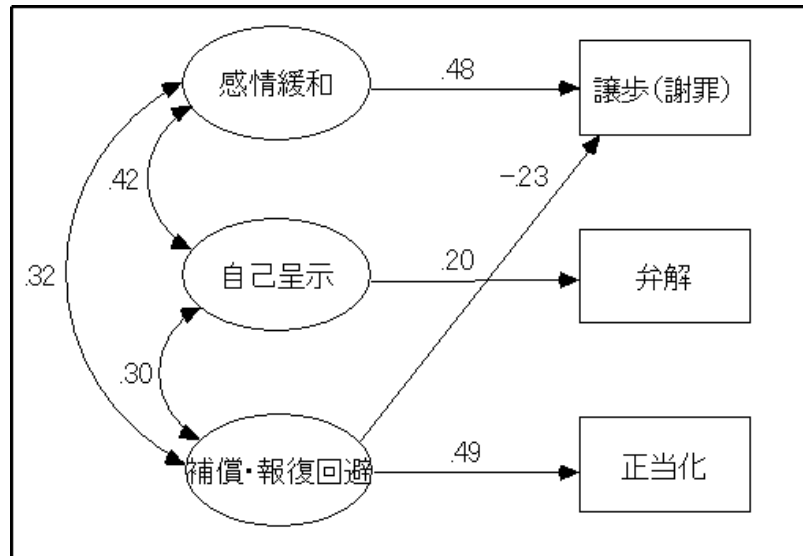 感情緩和
.48
譲歩(謝罪)
.42
-.23
.32
自己呈示
.20
弁解
.30
補償・報復回避
.49
正当化